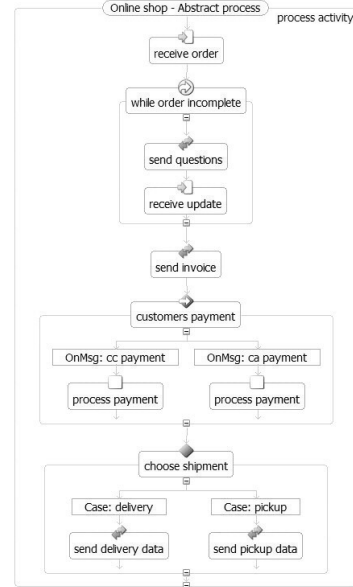 Online shop - Abstract process
process activity
receive order
while order incomplete
send questions
receive update
send invoice
customers payment
OnMsg: cc payment
OnMsg: ca payment
process payment
process payment
choose shipment
Case: delivery
Case: pickup
send delivery data
send pickup data